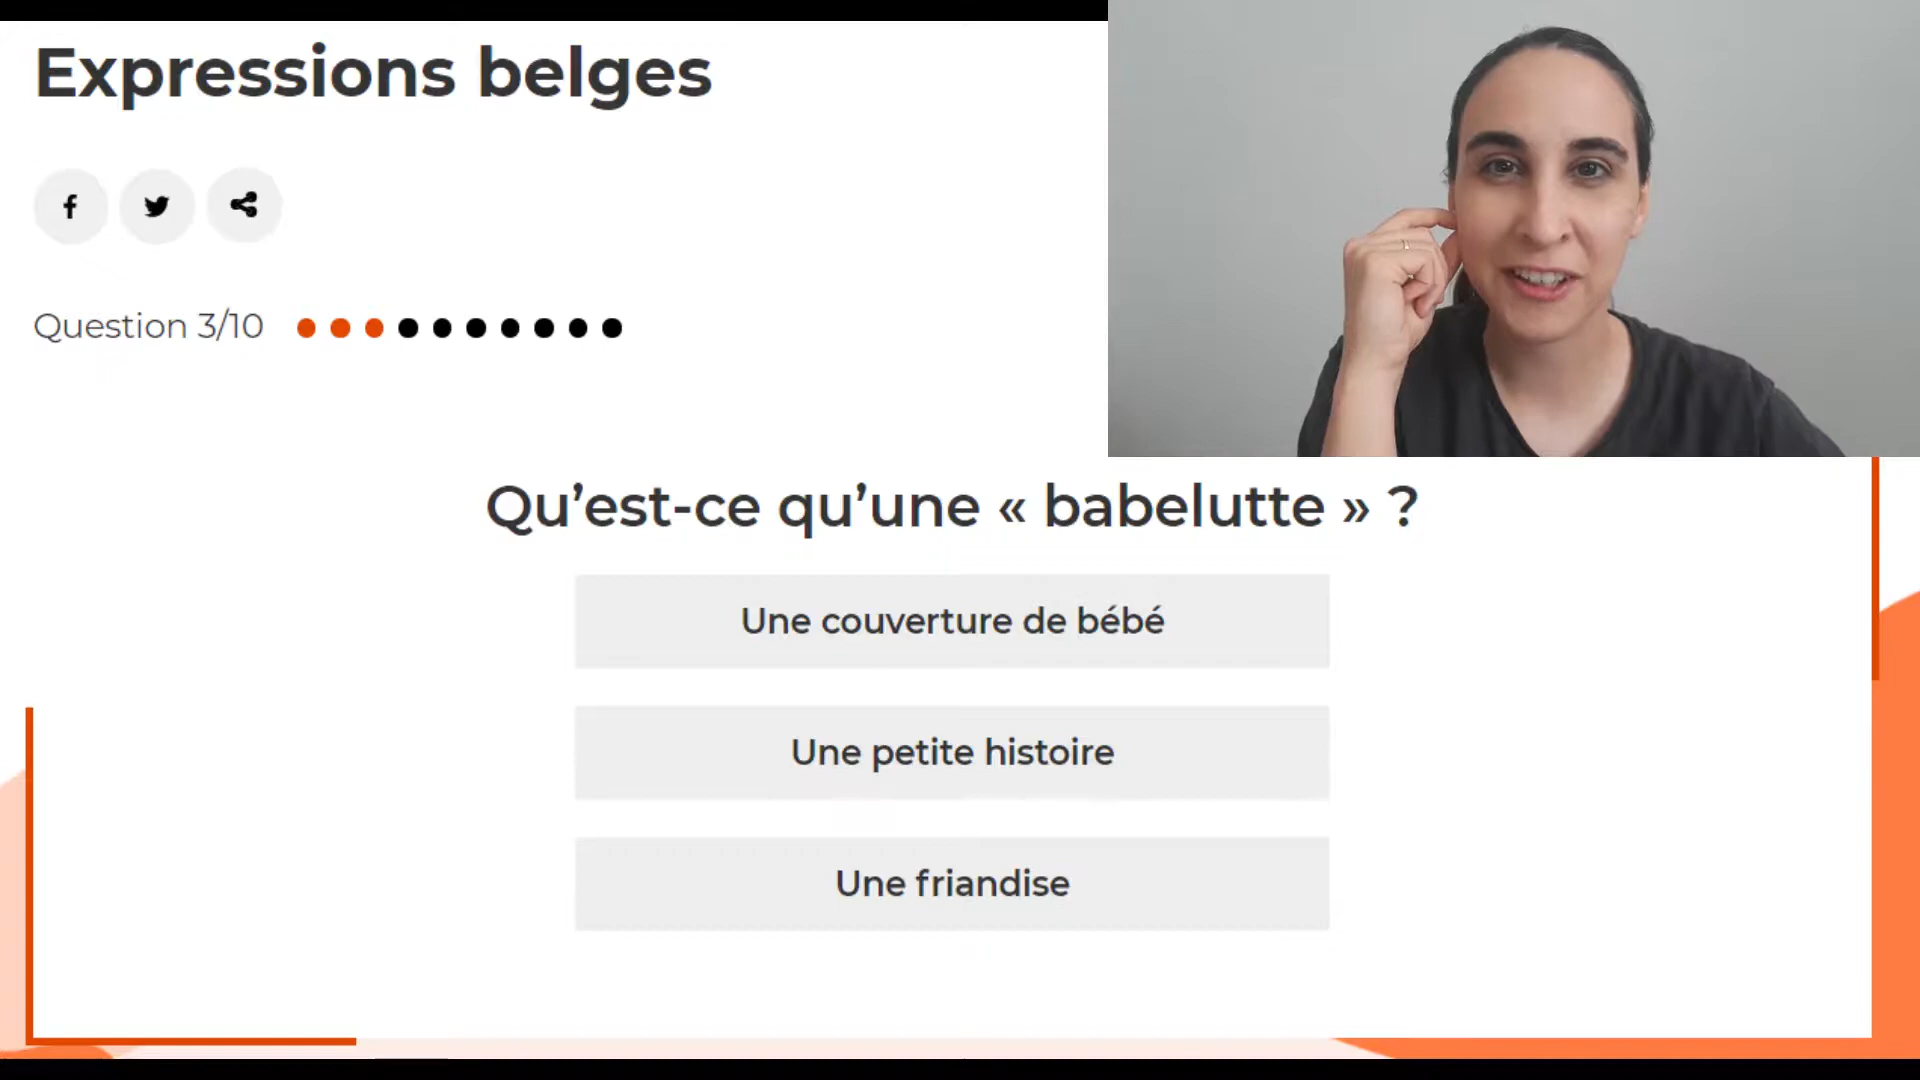 Expressions belges
Question 3/10
Qu’est-ce qu’une « babelutte » ?
Une couverture de bébé
Une petite histoire
Une friandise